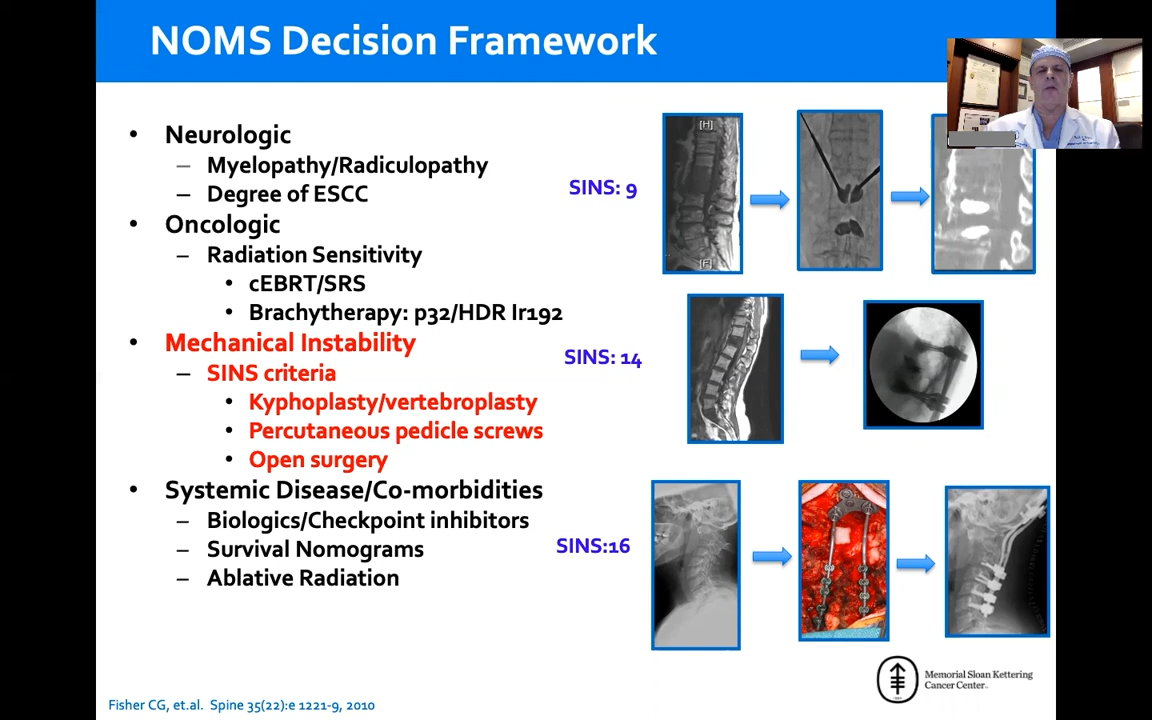 NOMS Decision Framework
• Neurologic
– Myelopathy/Radiculopathy
– Degree of ESCC
• Oncologic
– Radiation Sensitivity
• cEBRT/SRS
• Brachytherapy: p32/HDR Ir192
• Mechanical Instability
– SINS criteria
• Kyphoplasty/vertebroplasty
• Percutaneous pedicle screws
• Open surgery
• Systemic Disease/Co-morbidities
– Biologics/Checkpoint inhibitors
– Survival Nomograms
– Ablative Radiation
SINS: 9
[H]
[F]
SINS: 14
SINS:16
Memorial Sloan Kettering
Cancer Center
Fisher CG, et.al. Spine 35(22):e 1221-9, 2010